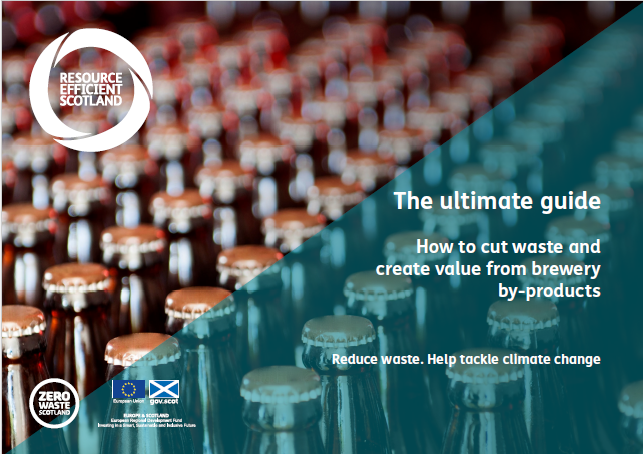 RESOURCE
EFFICIENT
SCOTLAND
The ultimate guide
How to cut waste and
create value from brewery
by-products
Reduce waste. Help tackle climate change
ZERO
WASTE
SCOTLAND
European Union
gov.scot
EUROPE & SCOTLAND
European Regional Development Fund
Investing in a Smart, Sustainable and Inclusive Future